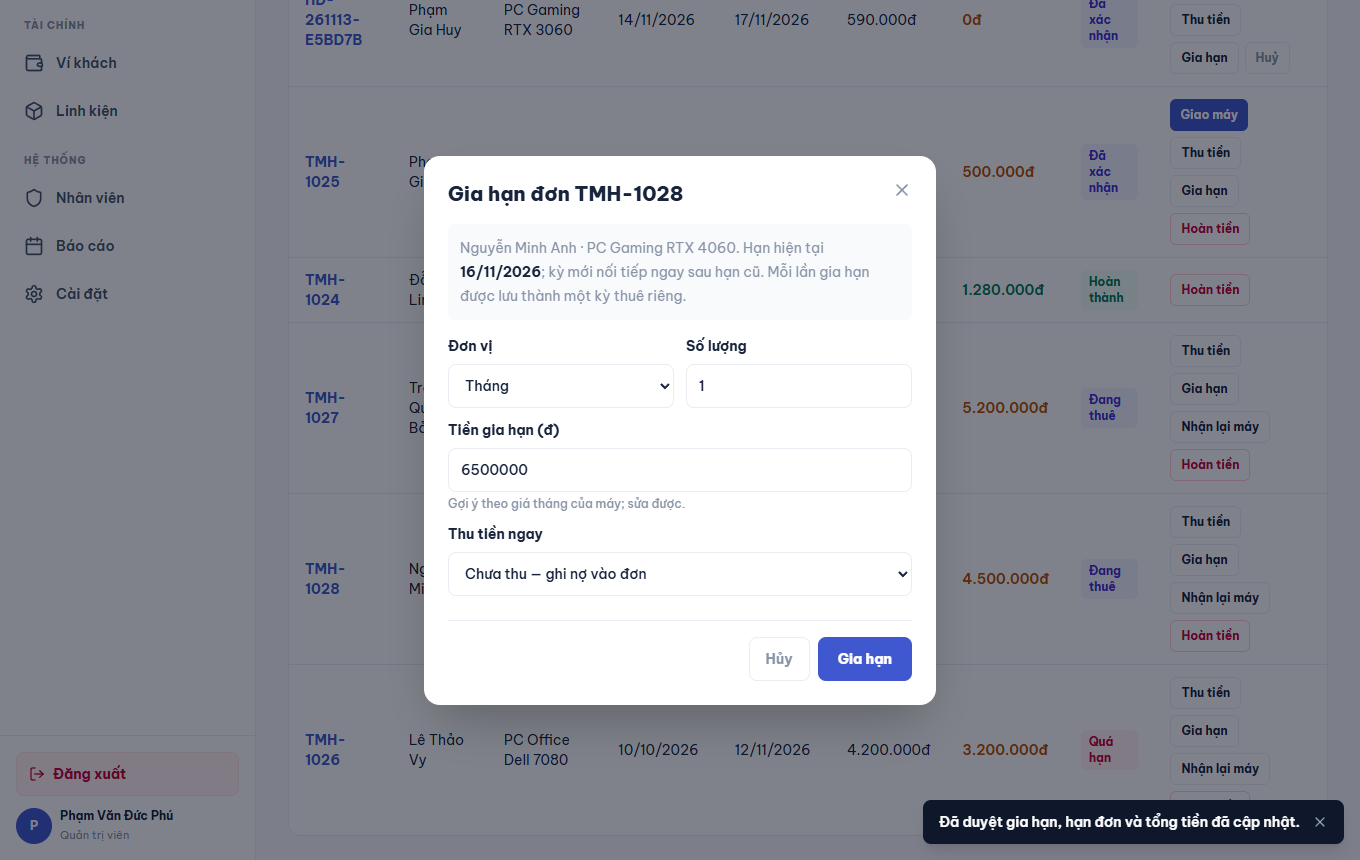 TÀI CHÍNH
Ví khách
Linh kiện
HỆ THỐNG
Nhân viên
Báo cáo
Cài đặt
Đăng xuất
P
Phạm Văn Đức Phú
Quản trị viên
261113-
E5BD7B
Phạm
Gia Huy
PC Gaming
RTX 3060
14/11/2026
17/11/2026
590.000đ
0đ
Đã
xác
nhận
Thu tiền
Gia hạn
Huỷ
TMH-
1025
500.000đ
Đã
xác
nhận
Giao máy
Thu tiền
Gia hạn
Hoàn tiền
TMH-
1024
1.280.000đ
Hoàn
thành
Hoàn tiền
TMH-
1027
5.200.000đ
Đang
thuê
Thu tiền
Gia hạn
Nhận lại máy
Hoàn tiền
TMH-
1028
4.500.000đ
Đang
thuê
Thu tiền
Gia hạn
Nhận lại máy
Hoàn tiền
TMH-
1026
Lê Thảo
Vy
PC Office
Dell 7080
10/10/2026
12/11/2026
4.200.000đ
3.200.000đ
Quá
hạn
Thu tiền
Gia hạn
Nhận lại máy
Gia hạn đơn TMH-1028
Nguyễn Minh Anh · PC Gaming RTX 4060. Hạn hiện tại
16/11/2026; kỳ mới nối tiếp ngay sau hạn cũ. Mỗi lần gia hạn
được lưu thành một kỳ thuê riêng.
Đơn vị
Số lượng
Tháng
1
Tiền gia hạn (đ)
6500000
Gợi ý theo giá tháng của máy; sửa được.
Thu tiền ngay
Chưa thu — ghi nợ vào đơn
Hủy
Gia hạn
Đã duyệt gia hạn, hạn đơn và tổng tiền đã cập nhật.